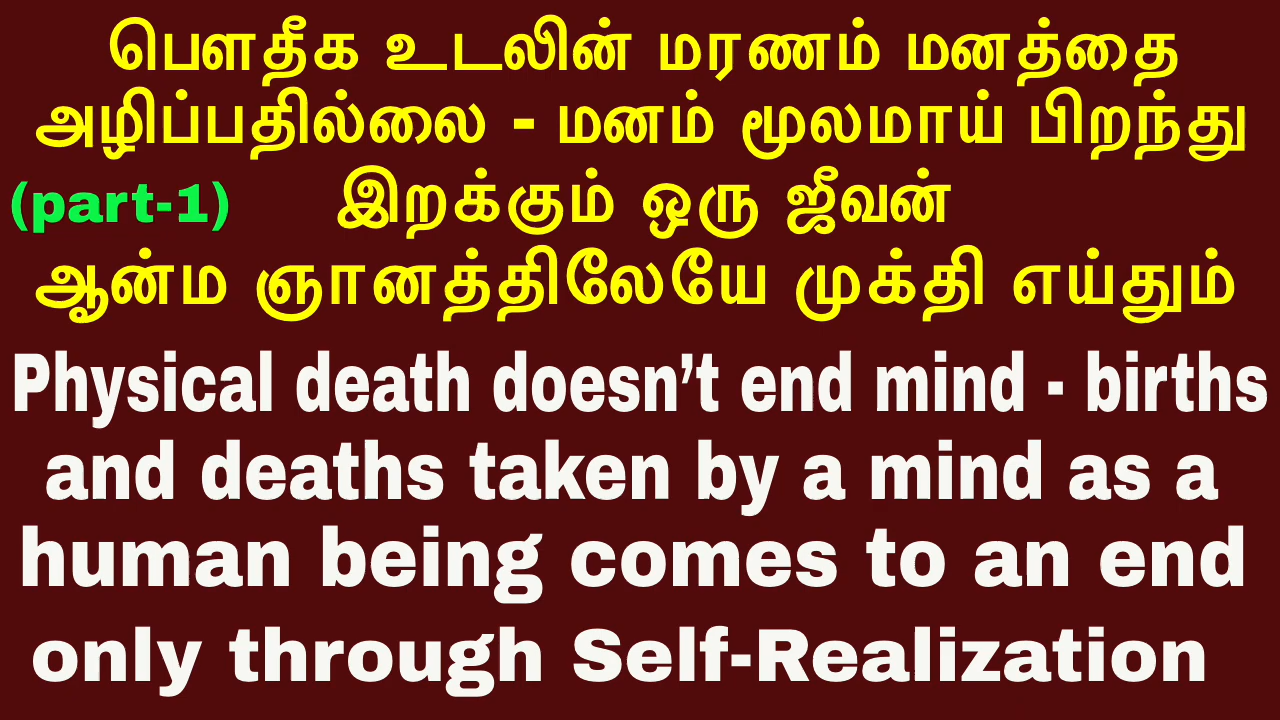 பௌதீக உடலின் மரணம் மனத்தை
அழிப்பதில்லை - மனம் மூலமாய் பிறந்து
(part-1) இறக்கும் ஒரு ஜீவன்
ஆன்ம ஞானத்திலேயே முக்தி எய்தும்
Physical death doesn’t end mind - births
and deaths taken by a mind as a
human being comes to an end
only through Self-Realization